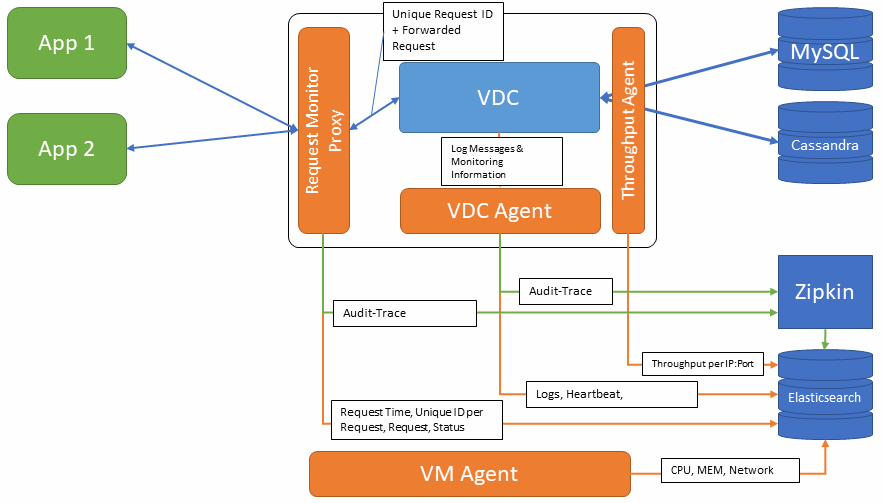 App 1
App 2
Unique Request ID
+ Forwarded
Request
Request Monitor
Proxy
VDC
Log Messages &
Monitoring
Information
VDC Agent
Throughput Agent
MySQL
Cassandra
Audit-Trace
Audit-Trace
Zipkin
Throughput per IP:Port
Logs, Heartbeat,
Elasticsearch
Request Time, Unique ID per
Request, Request, Status
VM Agent
CPU, MEM, Network